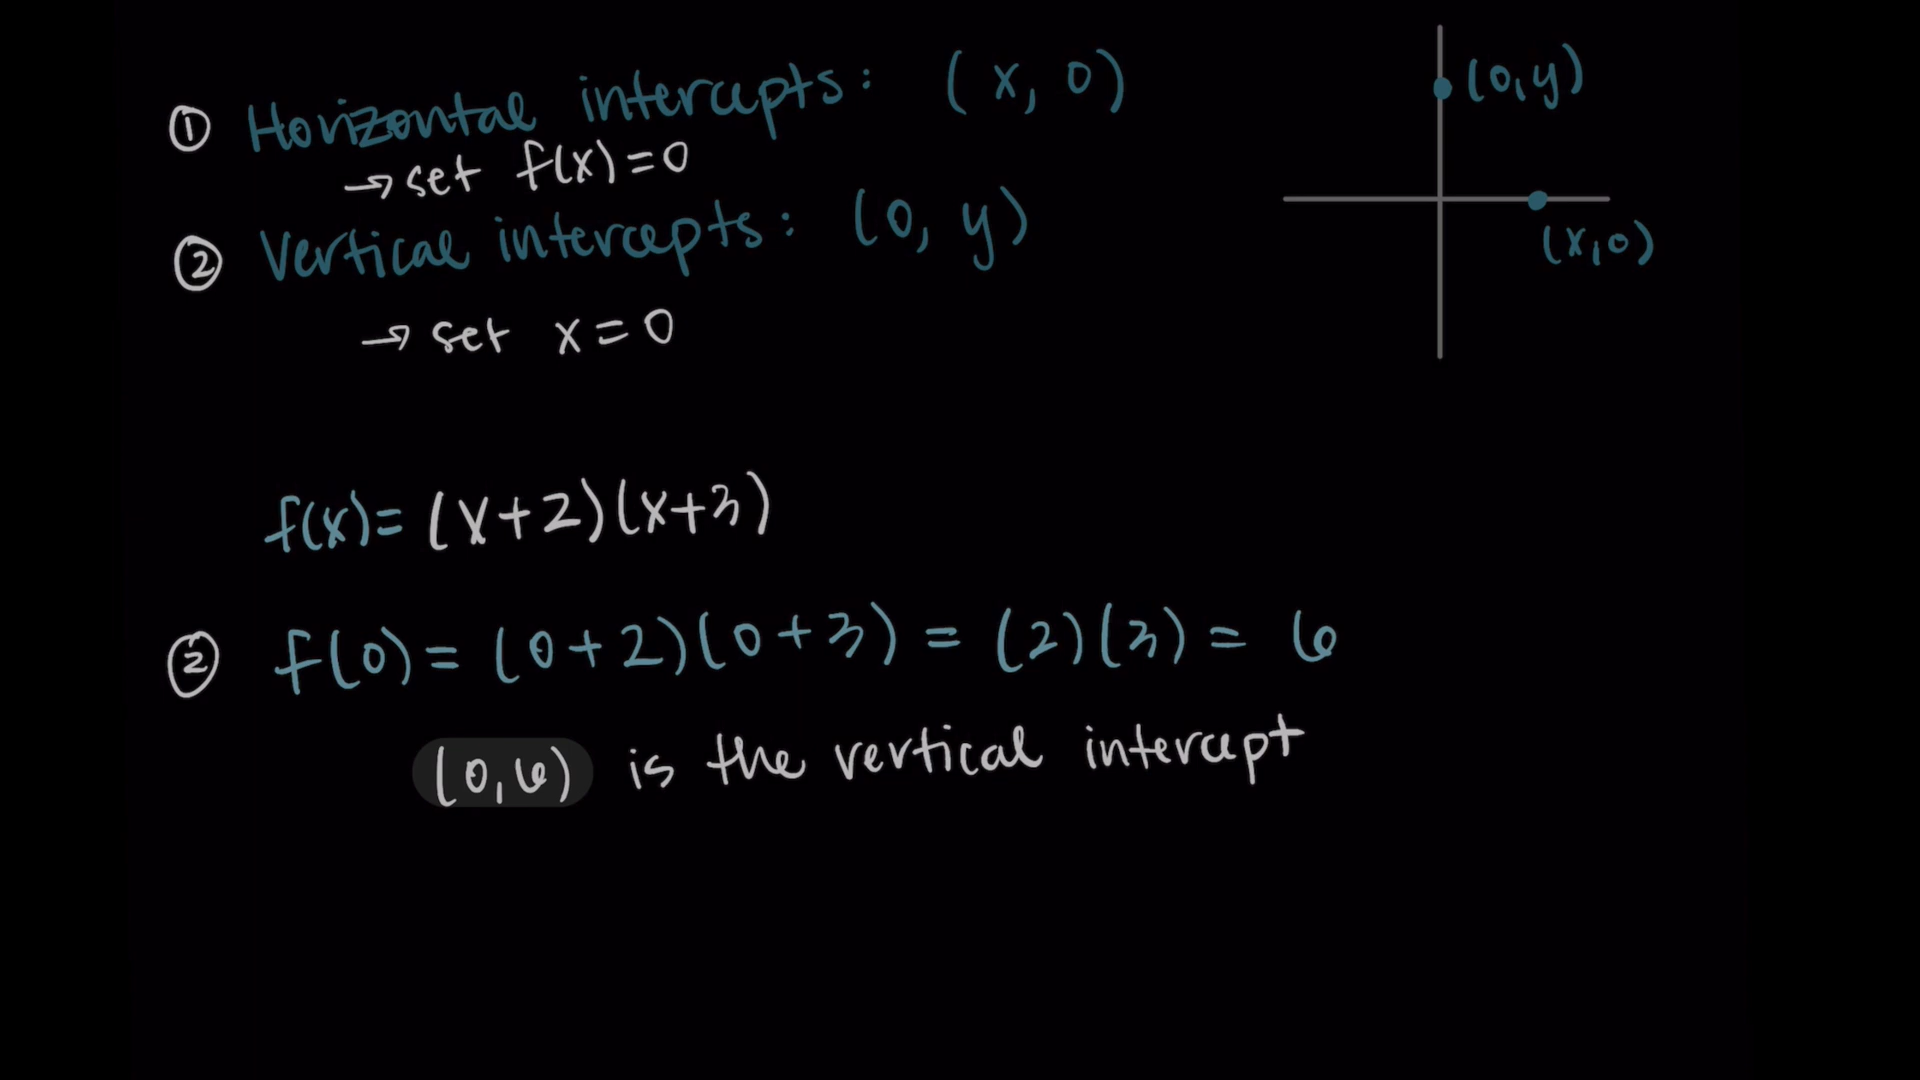 ① Horizontal intercepts: (x, 0)
→ set f(x)=0
② Vertical intercepts: (0, y)
→ set x=0
(0,y)
(x,0)
f(x)= (x+2)(x+3)
② f(0)= (0+2)(0+3) = (2)(3) = 6
(0,6) is the vertical intercept